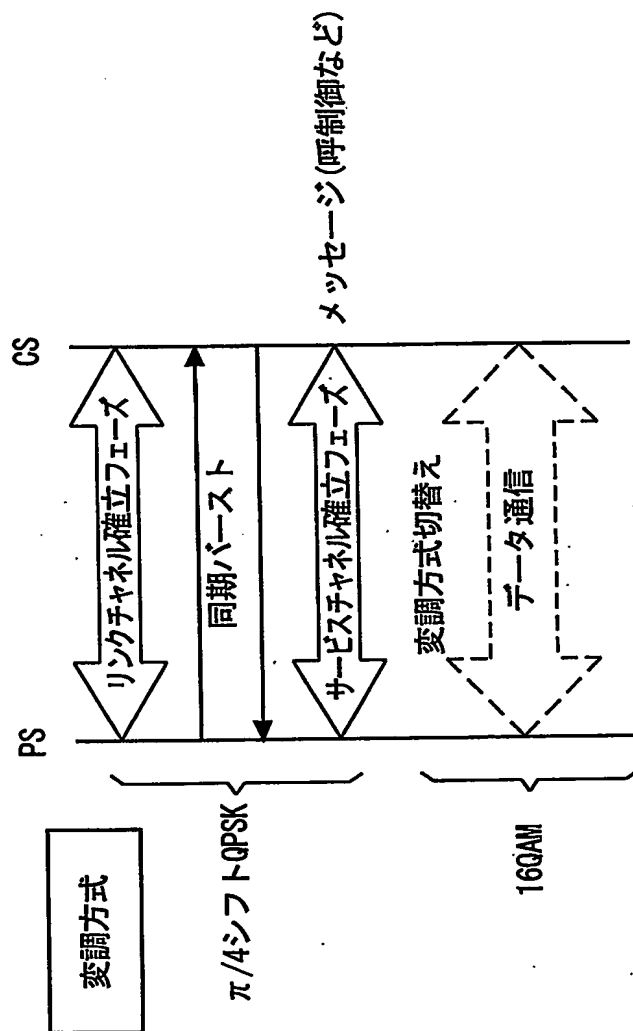 変調方式
PS
CS
リンクチャネル確立フェーズ
同期バースト
π/4シフトQPSK
サービスチャネル確立フェーズ
メッセージ(呼制御など)
変調方式切替え
16QAM
データ通信